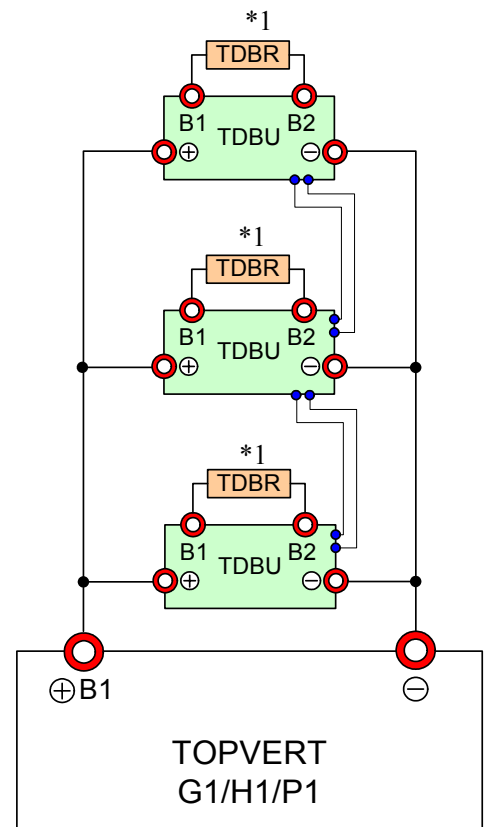 *1
TDBR
B1 B2
TDBU
⊕ ⊖
*1
TDBR
B1 B2
TDBU
⊕ ⊖
*1
TDBR
B1 B2
TDBU
⊕ ⊖
⊕B1 ⊖
TOPVERT
G1/H1/P1